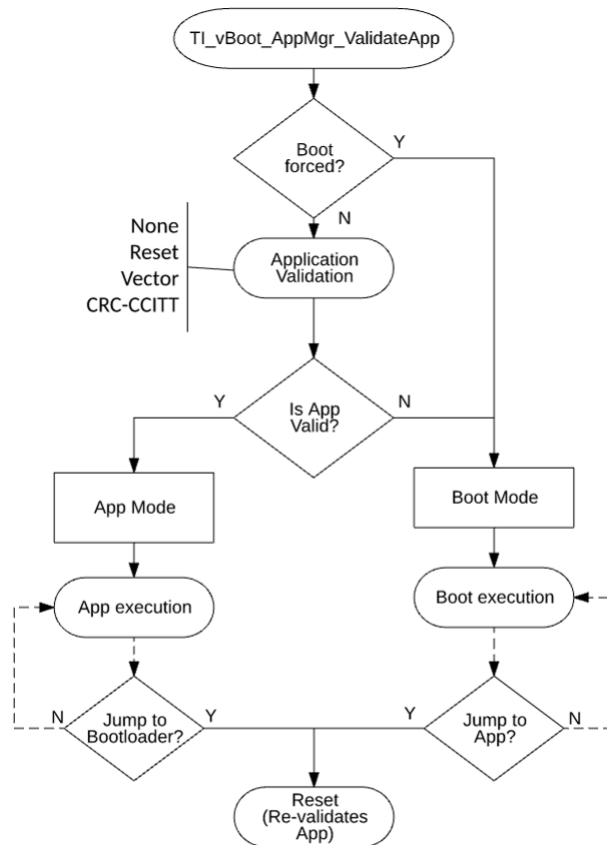 TI_vBoot_AppMgr_ValidateApp
Boot
forced?
Y
N
None
Reset
Vector
CRC-CCITT
Application
Validation
Y
Is App
Valid?
N
App Mode
Boot Mode
App execution
Boot execution
N
Jump to
Bootloader?
Y
Y
Jump to
App?
N
Reset
(Re-validates
App)